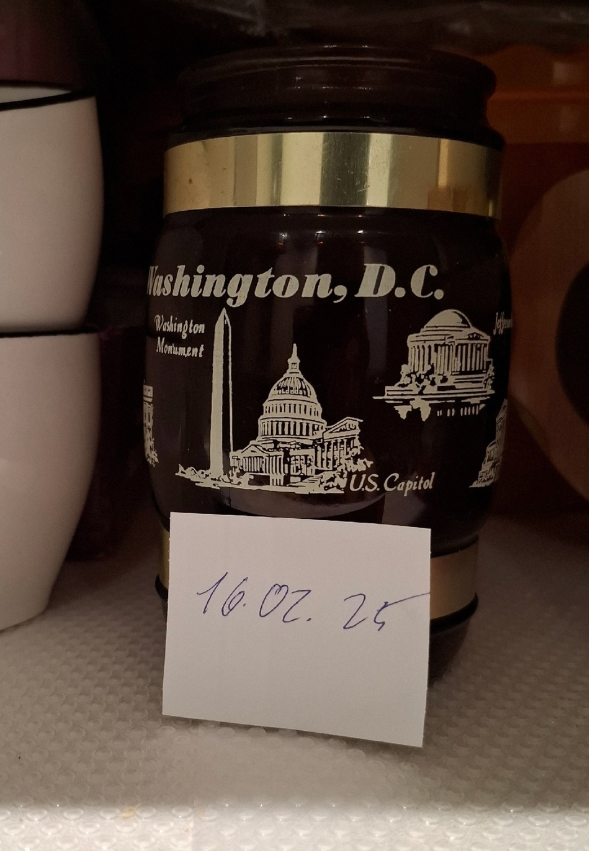 Washington, D.C.
Washington
Monument
U.S. Capitol
16.02.25